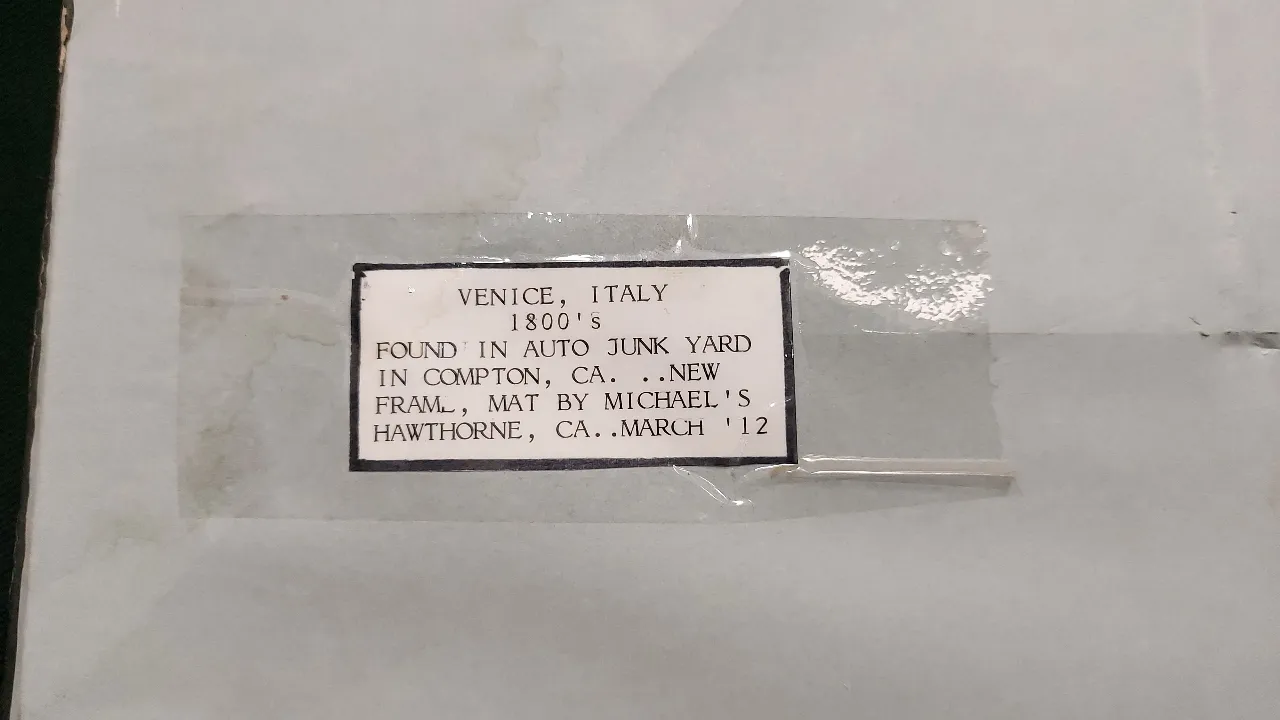 VENICE, ITALY
1800's
FOUND IN AUTO JUNK YARD
IN COMPTON, CA. ..NEW
FRAME, MAT BY MICHAEL'S
HAWTHORNE, CA..MARCH '12